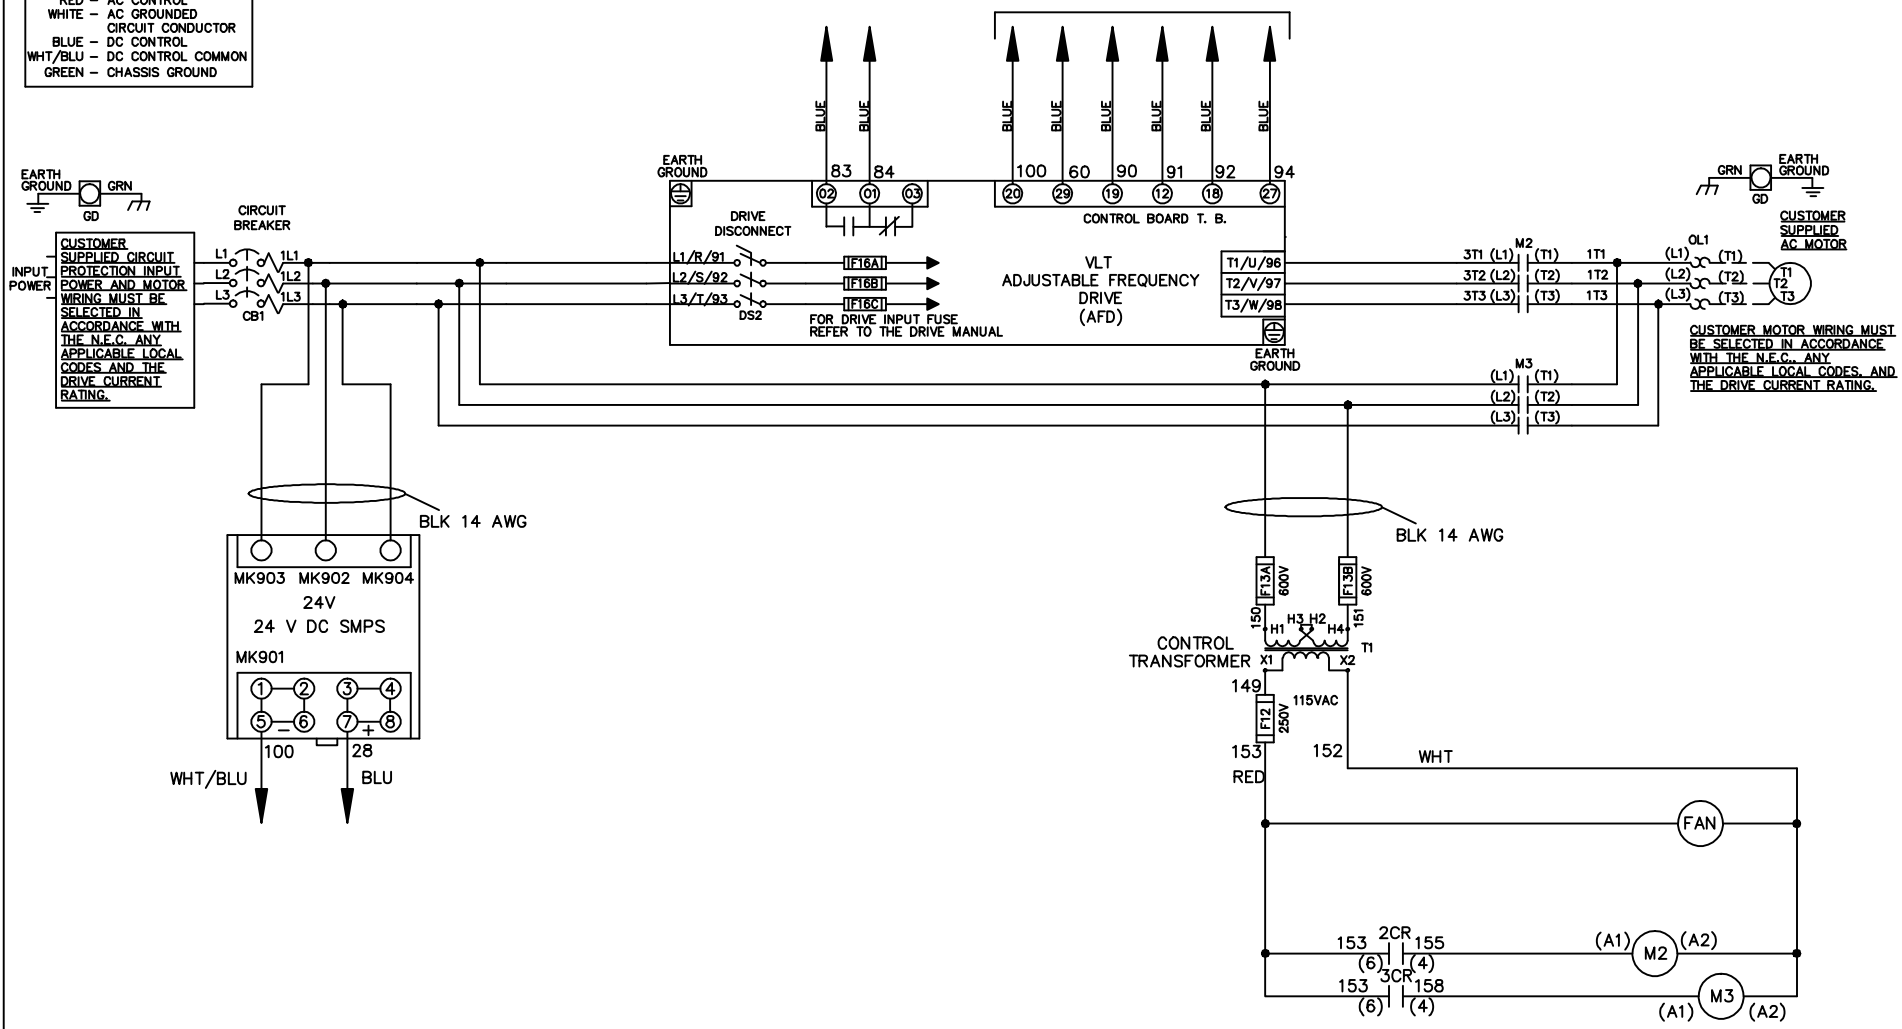 RED - AC CONTROL
WHITE - AC GROUNDED
CIRCUIT CONDUCTOR
BLUE - DC CONTROL
WHT/BLU - DC CONTROL COMMON
GREEN - CHASSIS GROUND
EARTH
GROUND
GRN
GD
CIRCUIT
BREAKER
INPUT
POWER
CUSTOMER
SUPPLIED CIRCUIT
PROTECTION INPUT
POWER AND MOTOR
WIRING MUST BE
SELECTED IN
ACCORDANCE WITH
THE N.E.C. ANY
APPLICABLE LOCAL
CODES AND THE
DRIVE CURRENT
RATING.
L1 1L1
L2 1L2
L3 1L3
CB1
BLUE BLUE BLUE BLUE BLUE BLUE BLUE BLUE
EARTH
GROUND
83 84 100 60 90 91 92 94
02 01 03 20 29 19 12 18 27
CONTROL BOARD T. B.
DRIVE
DISCONNECT
L1/R/91
L2/S/92
L3/T/93
DS2
F16A
F16B
F16C
FOR DRIVE INPUT FUSE
REFER TO THE DRIVE MANUAL
VLT
ADJUSTABLE FREQUENCY
DRIVE
(AFD)
T1/U/96
T2/V/97
T3/W/98
EARTH
GROUND
M2
3T1 (L1) (T1) 1T1
3T2 (L2) (T2) 1T2
3T3 (L3) (T3) 1T3
M3
(L1) (T1)
(L2) (T2)
(L3) (T3)
GRN
EARTH
GROUND
GD
CUSTOMER
SUPPLIED
AC MOTOR
OL1
(L1) (T1)
(L2) (T2)
(L3) (T3)
T1
T2
T3
CUSTOMER MOTOR WIRING MUST
BE SELECTED IN ACCORDANCE
WITH THE N.E.C., ANY
APPLICABLE LOCAL CODES, AND
THE DRIVE CURRENT RATING.
BLK 14 AWG
MK903 MK902 MK904
24V
24 V DC SMPS
MK901
1 2 3 4
5 6 7 8
- +
100 28
WHT/BLU BLU
BLK 14 AWG
F13A 600V F13B 600V
150 151
H1 H3 H2 H4
T1
CONTROL
TRANSFORMER
X1 X2
149
115VAC
F12 250V
153 152
RED
WHT
FAN
2CR
153 155
(6) (4)
(A1) M2 (A2)
3CR
153 158
(6) (4)
(A1) M3 (A2)